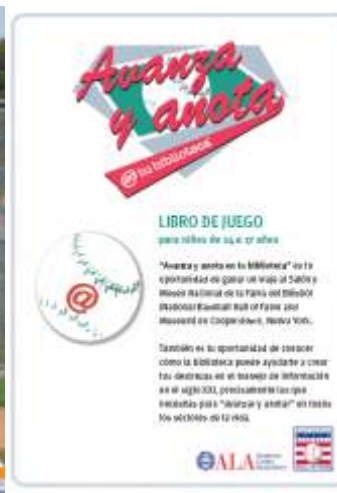 Avanza
y anota
@ tu biblioteca
LIBRO DE JUEGO
para niños de 14 a 17 años
"Avanza y anota en tu biblioteca" es tu
oportunidad de ganar un viaje al Salón y
Museo Nacional de la Fama del Béisbol
(National Baseball Hall of Fame and
Museum) en Cooperstown, Nueva York.
También es tu oportunidad de conocer
cómo la biblioteca puede ayudarte a crear
tus destrezas en el manejo de información
en el siglo XXI, precisamente las que
necesitas para "avanzar y anotar" en todos
los sectores de tu vida.
@
ALA